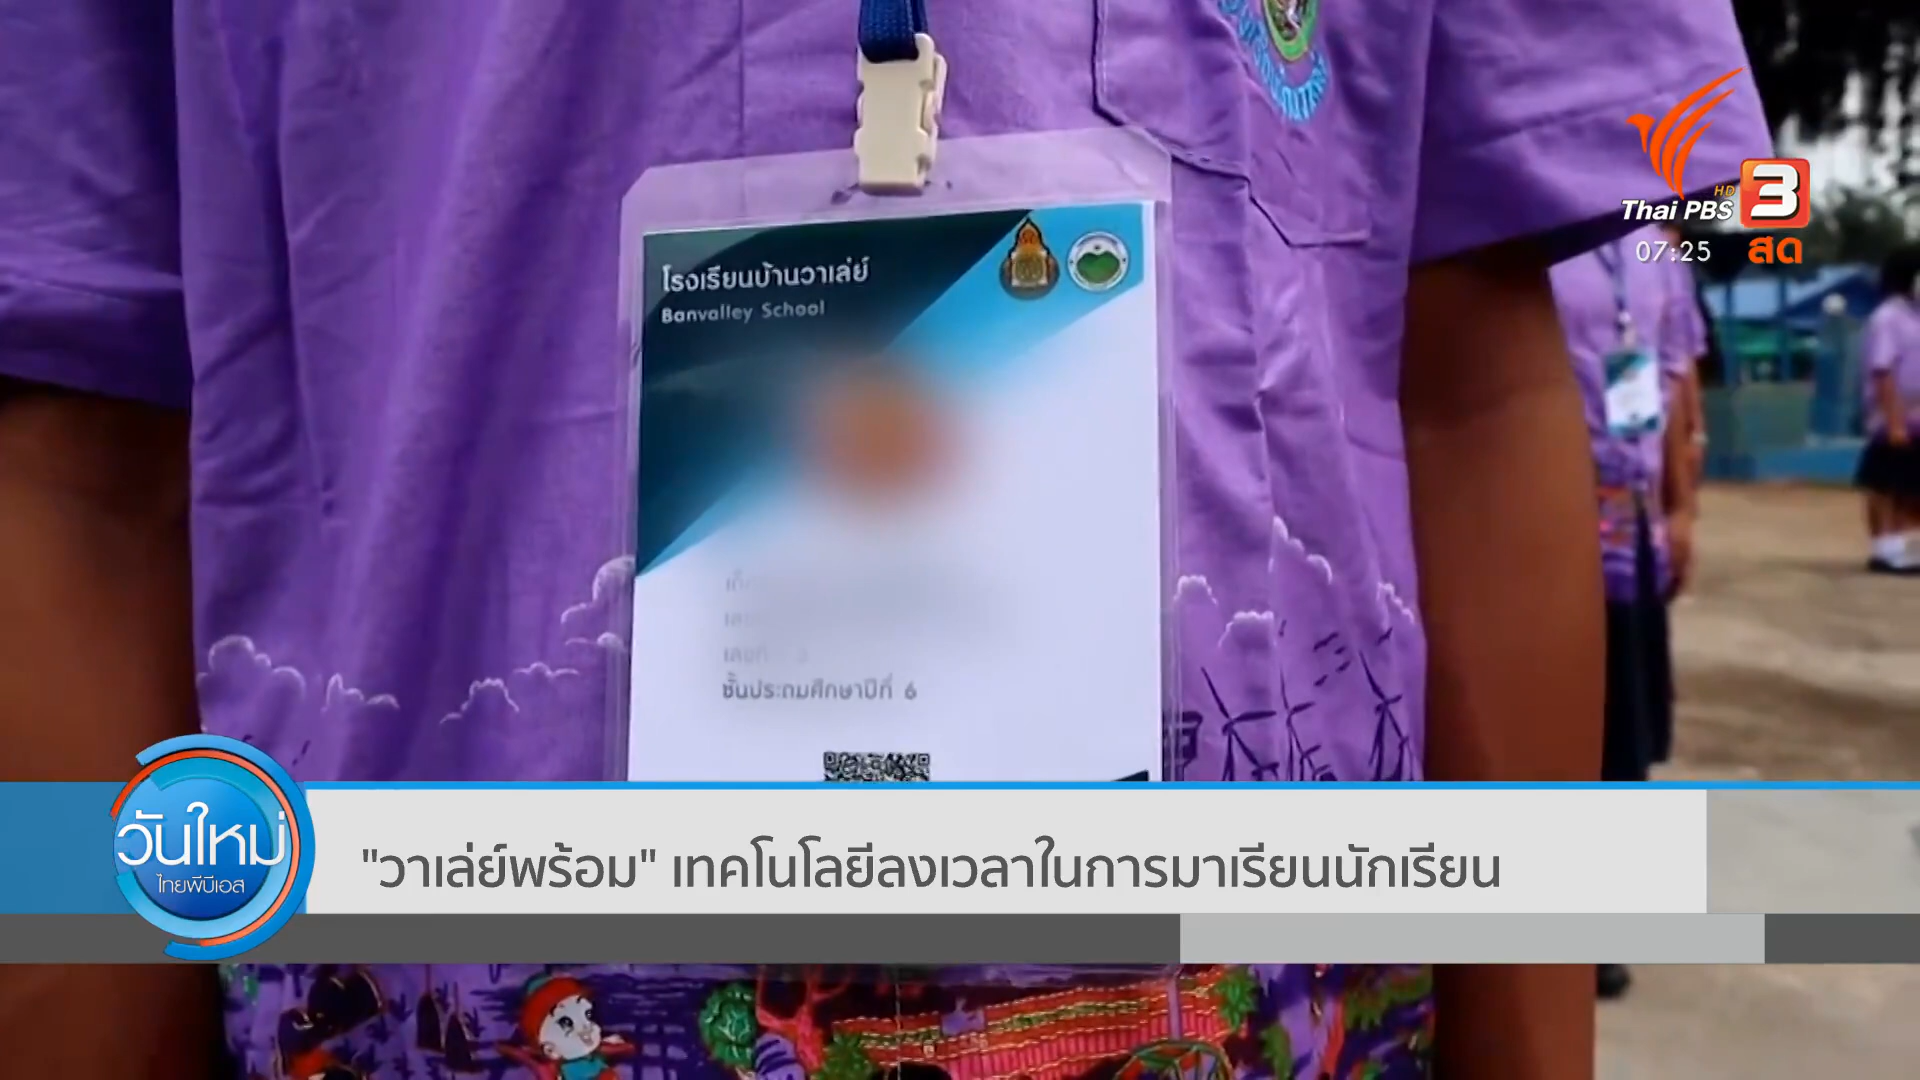 Thai PBS
HD
3
07:25
สด
โรงเรียนบ้านวาเล่ย์
Banvalley School
เลขที่
ชั้นประถมศึกษาปีที่ 6
วันใหม่
ไทยพีบีเอส
"วาเล่ย์พร้อม" เทคโนโลยีลงเวลาในการมาเรียนนักเรียน